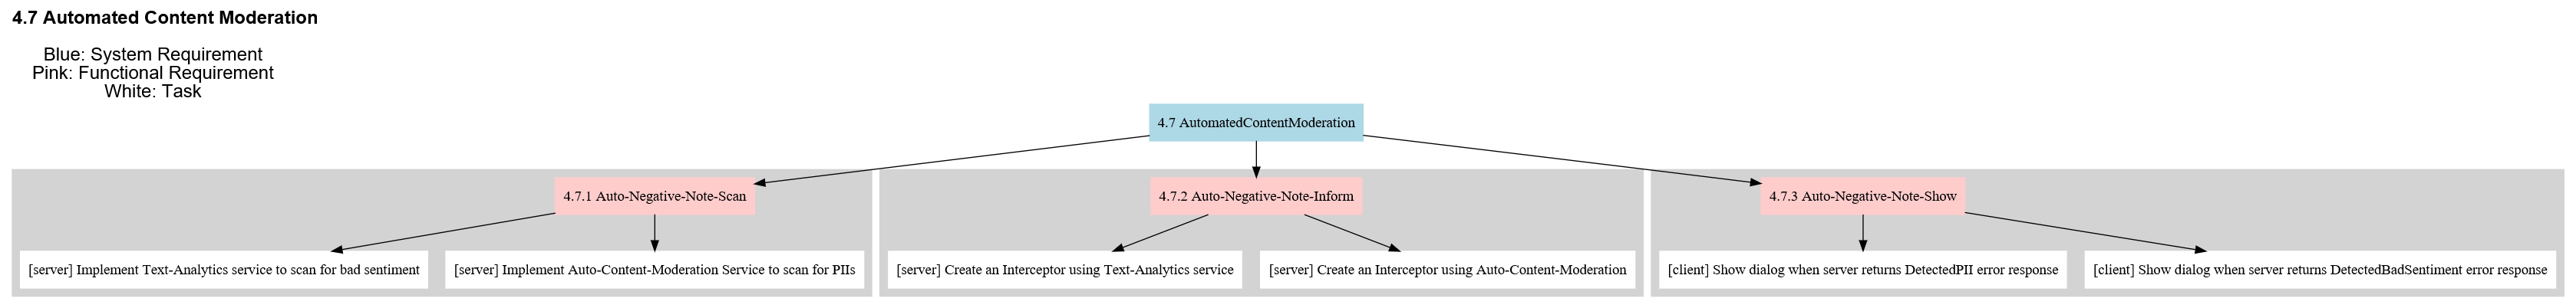 4.7 Automated Content Moderation
Blue: System Requirement
Pink: Functional Requirement
White: Task
4.7 AutomatedContentModeration
4.7.1 Auto-Negative-Note-Scan
4.7.2 Auto-Negative-Note-Inform
4.7.3 Auto-Negative-Note-Show
[server] Implement Text-Analytics service to scan for bad sentiment
[server] Implement Auto-Content-Moderation Service to scan for PIIs
[server] Create an Interceptor using Text-Analytics service
[server] Create an Interceptor using Auto-Content-Moderation
[client] Show dialog when server returns DetectedPII error response
[client] Show dialog when server returns DetectedBadSentiment error response